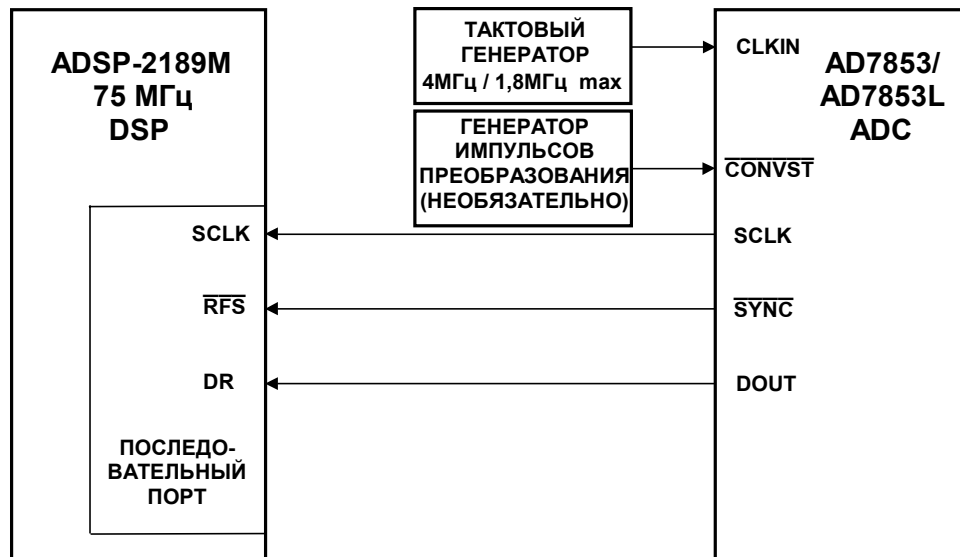 ADSP-2189M
75 МГц
DSP
ТАКТОВЫЙ
ГЕНЕРАТОР
4МГц / 1,8МГц max
CLKIN
AD7853/
AD7853L
ADC
ГЕНЕРАТОР
ИМПУЛЬСОВ
ПРЕОБРАЗОВАНИЯ
(НЕОБЯЗАТЕЛЬНО)
CONVST
SCLK
SCLK
RFS
SYNC
DR
DOUT
ПОСЛЕДО-
ВАТЕЛЬНЫЙ
ПОРТ